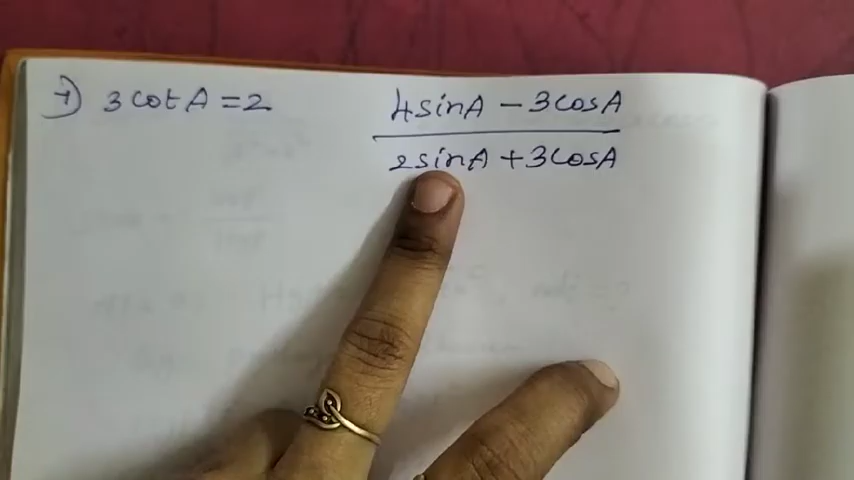 7) 3 cot A = 2
4 sin A - 3 cos A
2 sin A + 3 cos A